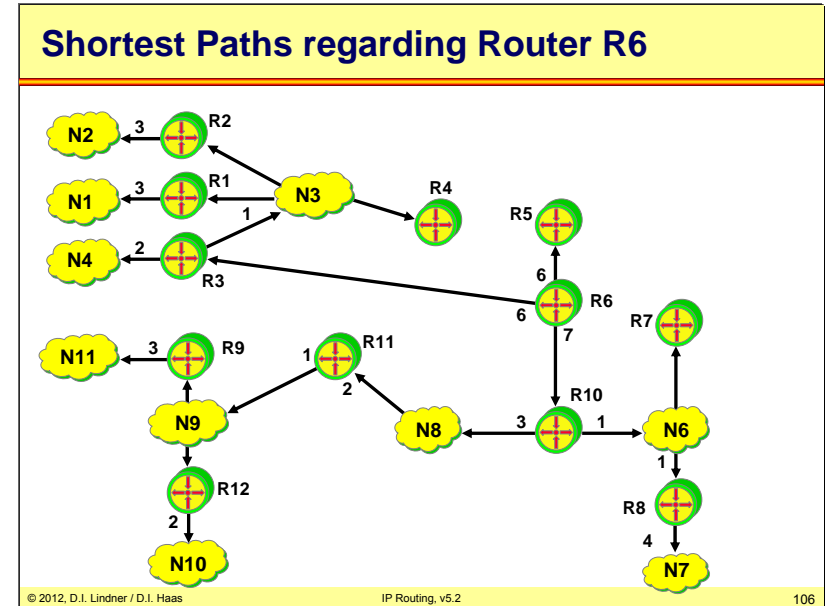 Shortest Paths regarding Router R6
N2
3
R2
N1
3
R1
N3
R4
1
N4
2
R3
R5
6
6
R6
7
R7
N11
3
R9
R11
1
2
R10
N9
N8
3
1
N6
1
R12
2
R8
4
N10
N7
© 2012, D.I. Lindner / D.I. Haas
IP Routing, v5.2
106